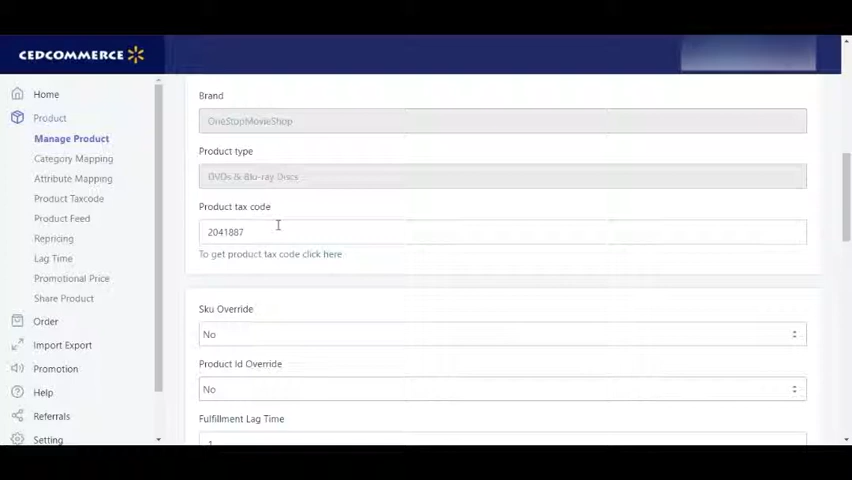 CEDCOMMERCE
Home
Product
Manage Product
Category Mapping
Attribute Mapping
Product Taxcode
Product Feed
Repricing
Lag Time
Promotional Price
Share Product
Order
Import Export
Promotion
Help
Referrals
Setting
Brand
OneStopMovieShop
Product type
DVDs & Blu-ray Discs
Product tax code
2041887
To get product tax code click here
Sku Override
No
Product Id Override
No
Fulfillment Lag Time
1